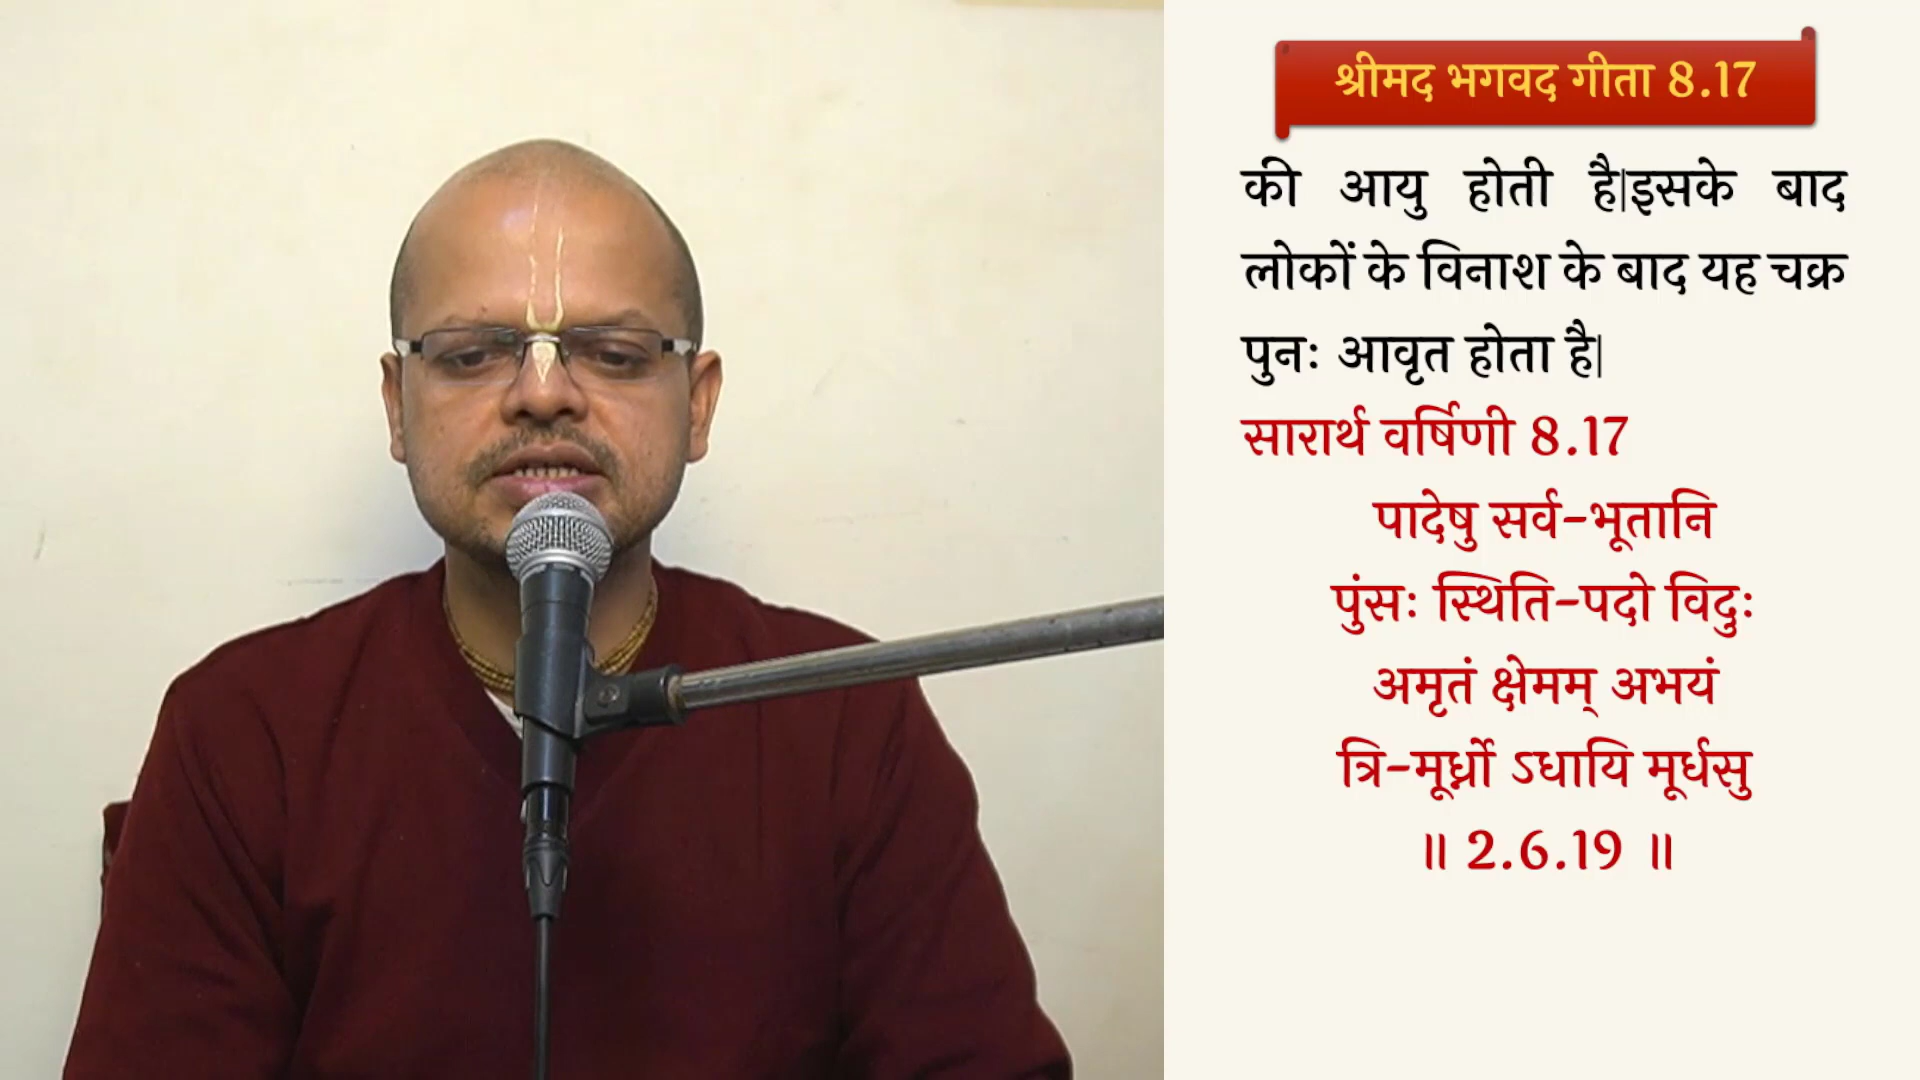 श्रीमद भगवद गीता 8.17
की आयु होती है|इसके बाद
लोकों के विनाश के बाद यह चक्र
पुनः आवृत होता है|
सारार्थ वर्षिणी 8.17
पादेषु सर्व-भूतानि
पुंसः स्थिति-पदो विदुः
अमृतं क्षेमम् अभयं
त्रि-मूर्ध्नो ऽधायि मूर्धसु
॥ 2.6.19 ॥